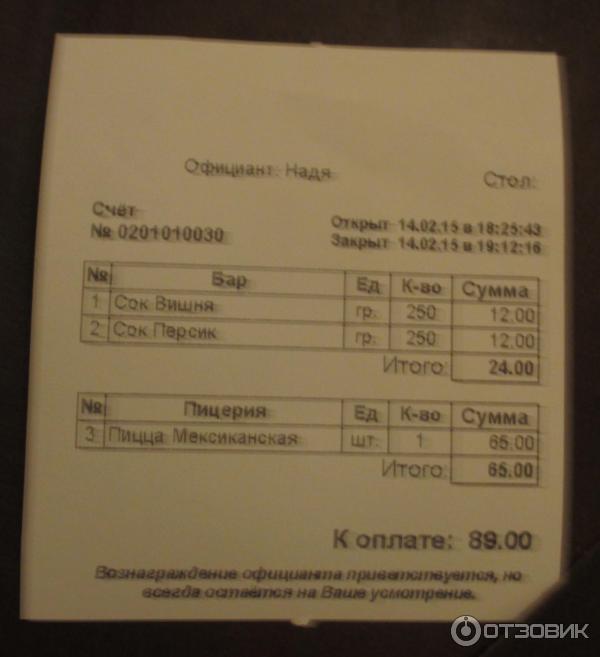 Официант: Надя Стол:
Счёт
№ 0201010030
Открыт 14.02.15 в 18:25:43
Закрыт 14.02.15 в 19:12:16
№ Бар Ед К-во Сумма
1 Сок Вишня гр. 250 12.00
2 Сок Персик гр. 250 12.00
Итого: 24.00
№ Пицерия Ед К-во Сумма
3 Пицца Мексиканская шт. 1 65.00
Итого: 65.00
К оплате: 89.00
Вознаграждение официанта приветствуется, но
всегда остаётся на Ваше усмотрение.
ОТЗОВИК